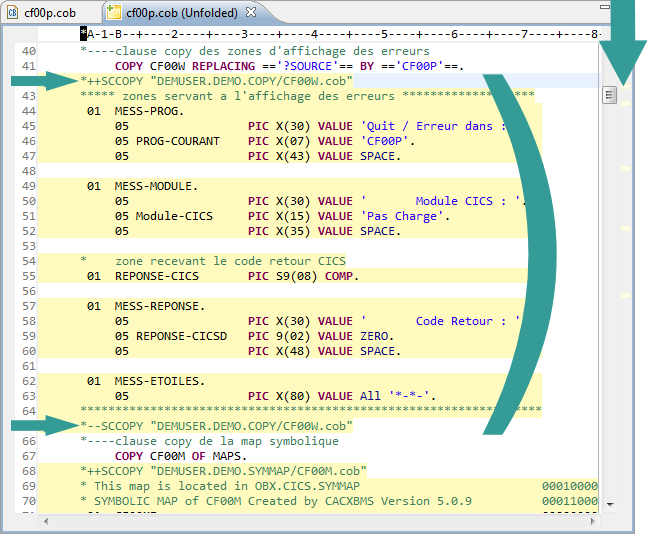 cf00p.cob
cf00p.cob (Unfolded)
*A-1-B--+----2----+----3----+----4----+----5----+----6----+----7----+----8
40 *----clause copy des zones d'affichage des erreurs
41 COPY CF00W REPLACING =='?SOURCE'== BY =='CF00P'==.
*++SCCOPY "DEMUSER.DEMO.COPY/CF00W.cob"
43 ***** zones servant a l'affichage des erreurs *******************
44 01 MESS-PROG.
45 05 PIC X(30) VALUE 'Quit / Erreur dans :
46 05 PROG-COURANT PIC X(07) VALUE 'CF00P'.
47 05 PIC X(43) VALUE SPACE.
48
49 01 MESS-MODULE.
50 05 PIC X(30) VALUE ' Module CICS : '.
51 05 Module-CICS PIC X(15) VALUE 'Pas Charge'.
52 05 PIC X(35) VALUE SPACE.
53
54 * zone recevant le code retour CICS
55 01 REPONSE-CICS PIC S9(08) COMP.
56
57 01 MESS-REPONSE.
58 05 PIC X(30) VALUE ' Code Retour : '
59 05 REPONSE-CICSD PIC 9(02) VALUE ZERO.
60 05 PIC X(48) VALUE SPACE.
61
62 01 MESS-ETOILES.
63 05 PIC X(80) VALUE All '*-*-'.
64 ******************************************************************
*--SCCOPY "DEMUSER.DEMO.COPY/CF00W.cob"
66 *----clause copy de la map symbolique
67 COPY CF00M OF MAPS.
68 *++SCCOPY "DEMUSER.DEMO.SYMMAP/CF00M.cob"
69 * This map is located in OBX.CICS.SYMMAP 00010000
70 * SYMBOLIC MAP of CF00M Created by CACXBMS Version 5.0.9 00011000